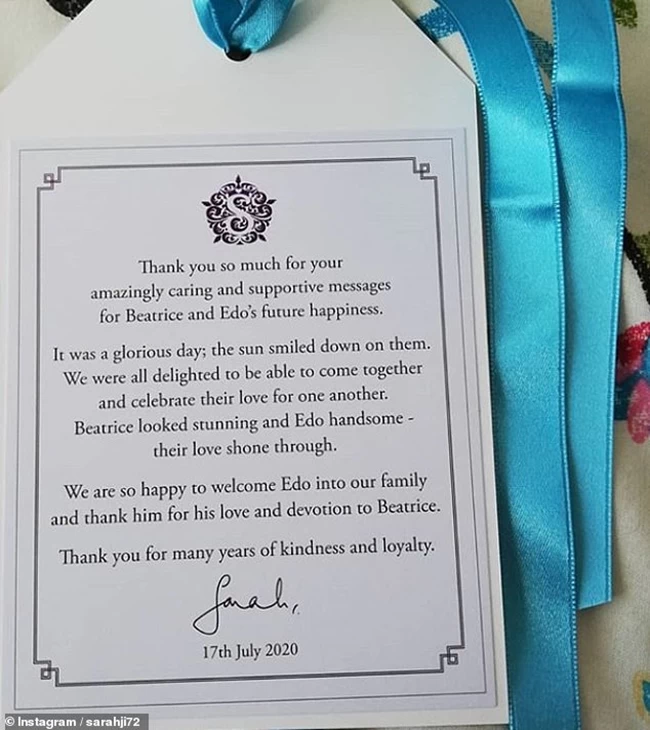 S
Thank you so much for your
amazingly caring and supportive messages
for Beatrice and Edo's future happiness.
It was a glorious day; the sun smiled down on them.
We were all delighted to be able to come together
and celebrate their love for one another.
Beatrice looked stunning and Edo handsome -
their love shone through.
We are so happy to welcome Edo into our family
and thank him for his love and devotion to Beatrice.
Thank you for many years of kindness and loyalty.
Sarah,
17th July 2020
© Instagram / sarahji72